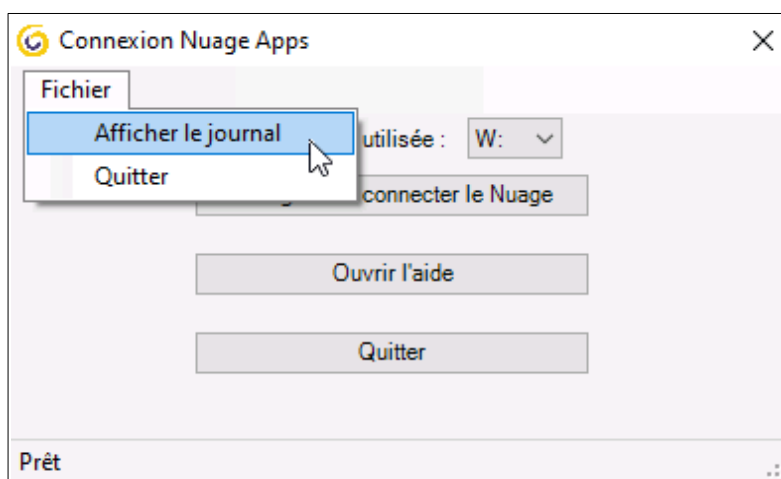 Connexion Nuage Apps
Fichier
Afficher le journal
utilisée : W:
Quitter
connecter le Nuage
Ouvrir l'aide
Quitter
Prêt